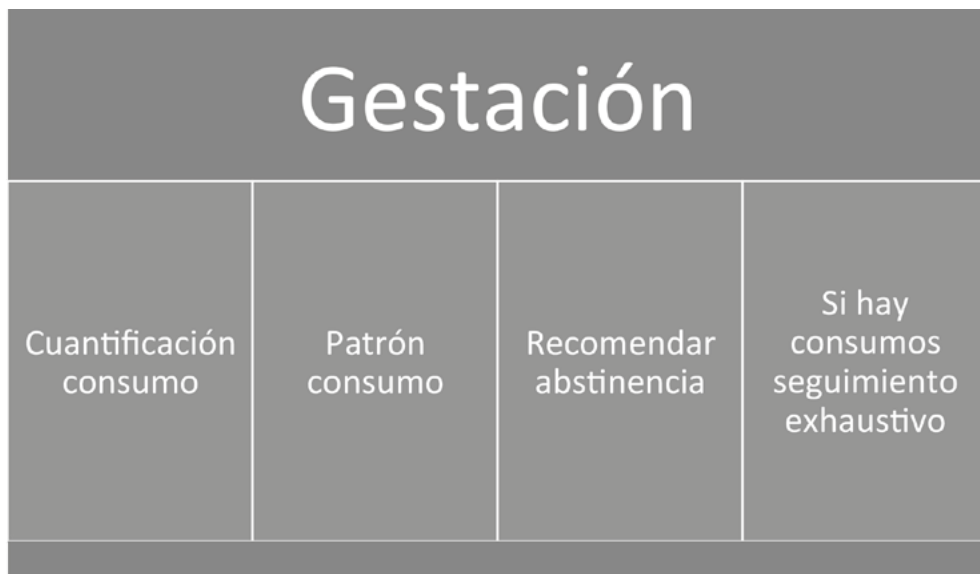 Gestación
Cuantificación
consumo
Patrón
consumo
Recomendar
abstinencia
Si hay
consumos
seguimiento
exhaustivo